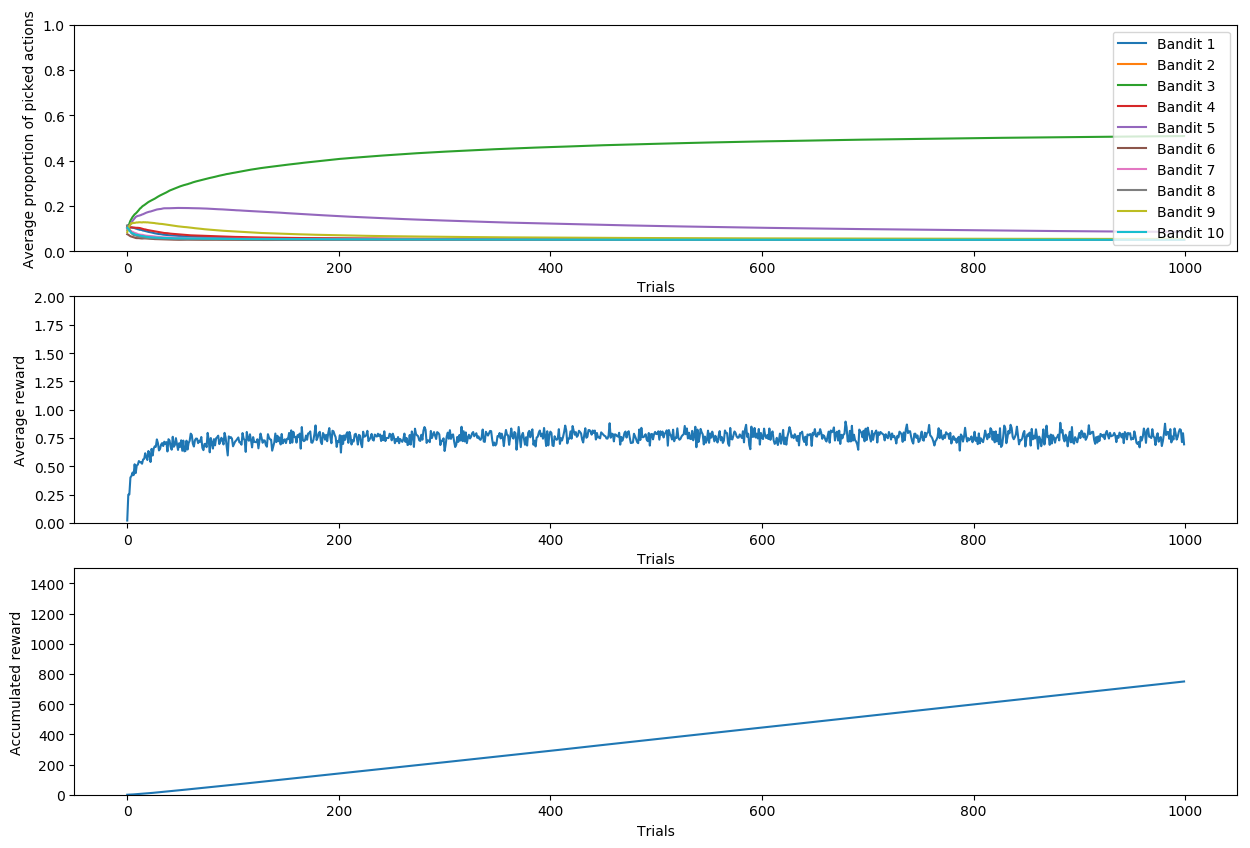 Average proportion of picked actions
1.0
0.8
0.6
0.4
0.2
0.0
Bandit 1
Bandit 2
Bandit 3
Bandit 4
Bandit 5
Bandit 6
Bandit 7
Bandit 8
Bandit 9
Bandit 10
0 200 400 600 800 1000
Trials
Average reward
2.00
1.75
1.50
1.25
1.00
0.75
0.50
0.25
0.00
0 200 400 600 800 1000
Trials
Accumulated reward
1400
1200
1000
800
600
400
200
0
0 200 400 600 800 1000
Trials